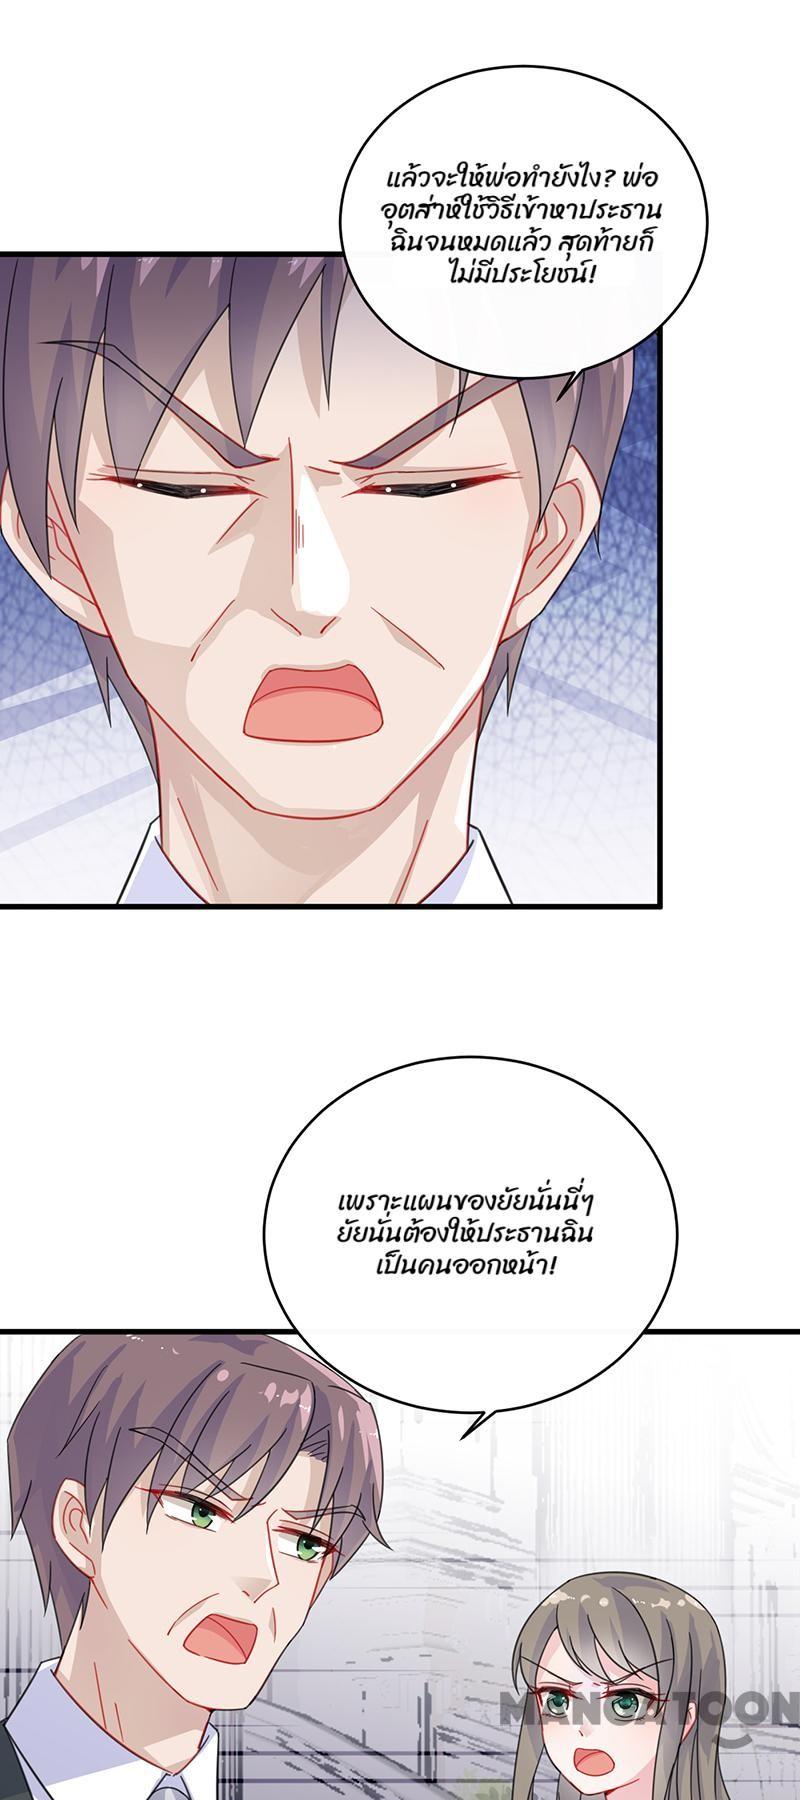 แล้วจะให้พ่อทำยังไง? พ่อ
อุตส่าห์ใช้วิธีเข้าหาประธาน
ฉินจนหมดแล้ว สุดท้ายก็
ไม่มีประโยชน์!
เพราะแผนของยัยนั่นนี่ๆ
ยัยนั่นต้องให้ประธานฉิน
เป็นคนออกหน้า!
MANGATOON